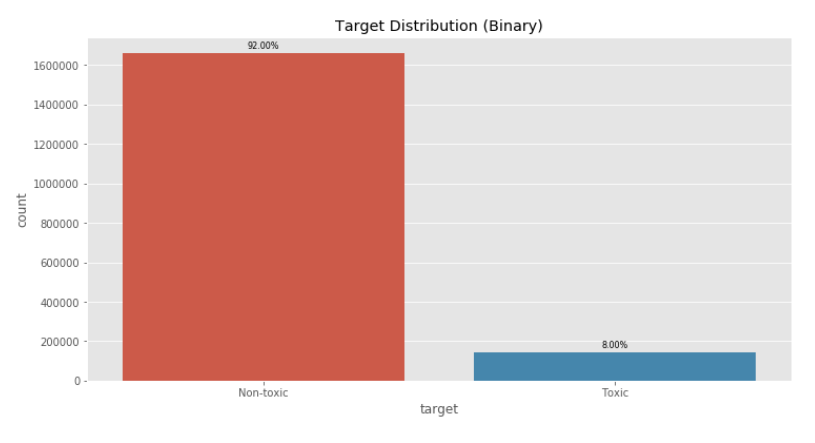 Target Distribution (Binary)
92.00%
1600000
1400000
1200000
1000000
800000
600000
400000
200000
0
count
8.00%
Non-toxic
Toxic
target